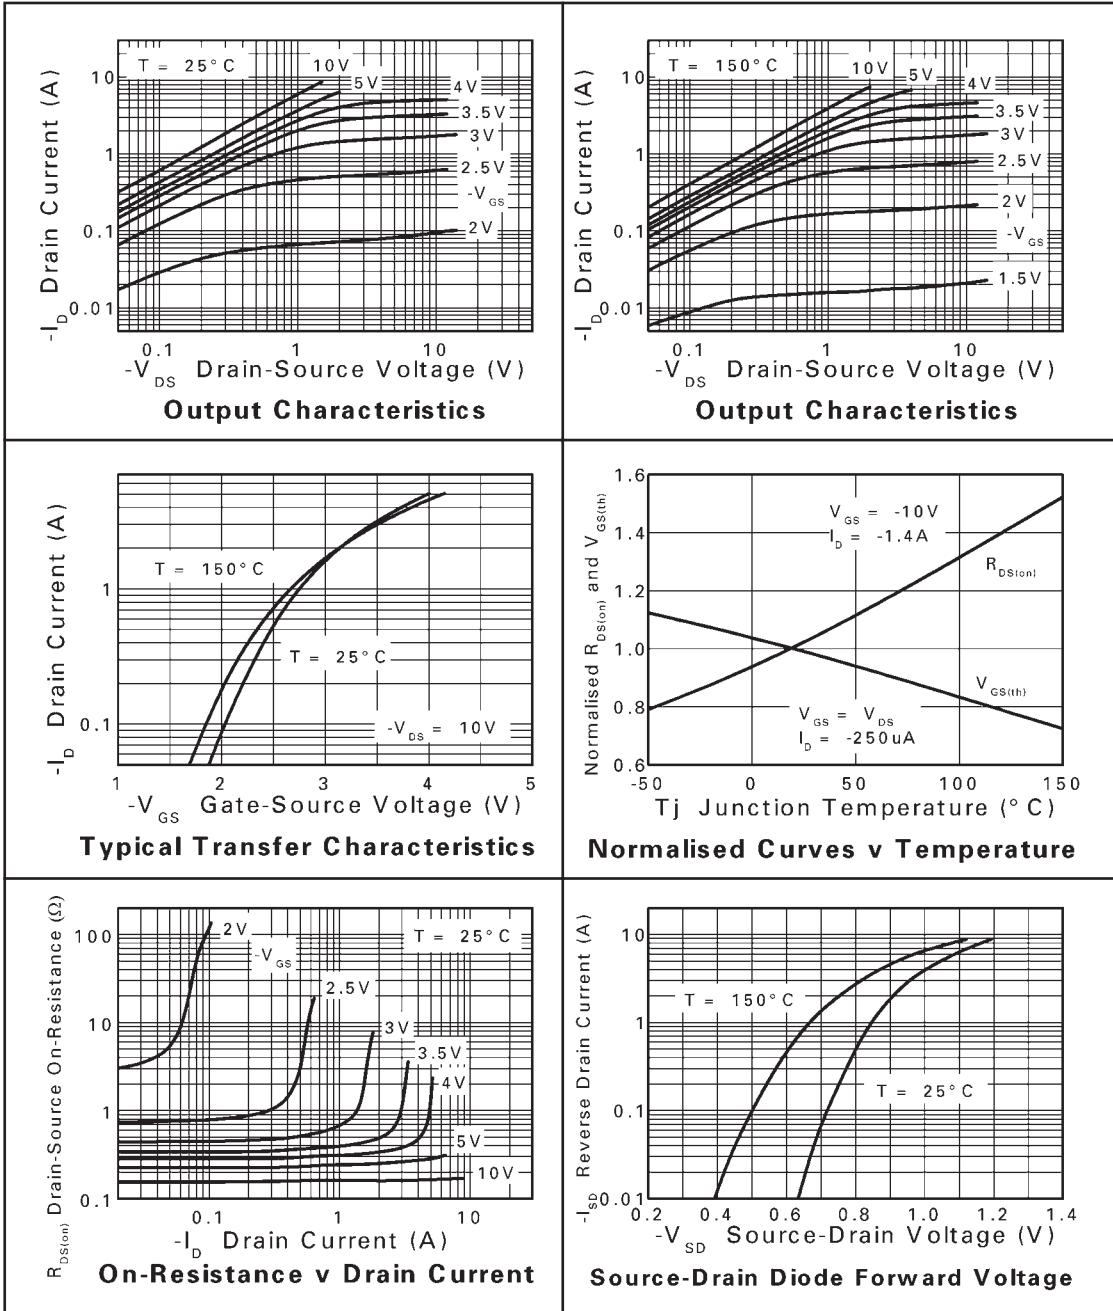 T = 25°C
10V
5V
4V
3.5V
3V
2.5V
-VGS
2V
10
1
0.1
0.01
-ID Drain Current (A)
0.1
1
10
-VDS Drain-Source Voltage (V)
Output Characteristics
T = 150°C
10V
5V
4V
3.5V
3V
2.5V
2V
-VGS
1.5V
10
1
0.1
0.01
-ID Drain Current (A)
0.1
1
10
-VDS Drain-Source Voltage (V)
Output Characteristics
T = 150°C
T = 25°C
-VDS = 10V
1
0.1
-ID Drain Current (A)
1
2
3
4
5
-VGS Gate-Source Voltage (V)
Typical Transfer Characteristics
1.6
1.4
1.2
1.0
0.8
0.6
Normalised RDS(on) and VGS(th)
VGS = -10V
ID = -1.4A
RDS(on)
VGS(th)
VGS = VDS
ID = -250uA
-50
0
50
100
150
Tj Junction Temperature (°C)
Normalised Curves v Temperature
100
10
1
0.1
RDS(on) Drain-Source On-Resistance (Ω)
2V
-VGS
T = 25°C
2.5V
3V
3.5V
4V
5V
10V
0.1
1
10
-ID Drain Current (A)
On-Resistance v Drain Current
10
1
0.1
0.01
-ISD Reverse Drain Current (A)
T = 150°C
T = 25°C
0.2
0.4
0.6
0.8
1.0
1.2
1.4
-VSD Source-Drain Voltage (V)
Source-Drain Diode Forward Voltage